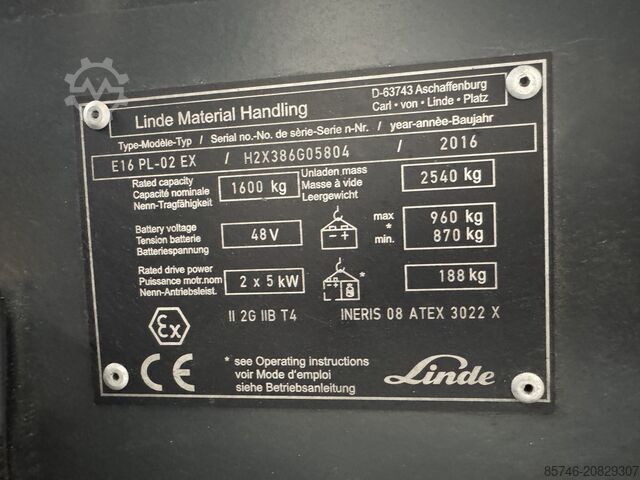 Linde Material Handling
D-63743 Aschaffenburg
Carl • von • Linde • Platz
Type-Modèle-Typ / Serial no.-No. de sèrie-Serie n-Nr. / year-annèe-Baujahr
E16 PL-02 EX / H2X386G05804 / 2016
Rated capacity
Capacité nominale
Nenn-Tragfähigkeit
1600 kg
Unladen mass
Masse à vide
Leergewicht
2540 kg
Battery voltage
Tension batterie
Batteriespannung
48V
- +
max
*
min.
960 kg
870 kg
Rated drive power
Puissance motr.nom
Nenn-Antriebsleist.
2 x 5 kW
- +
*
188 kg
Ex
II 2G IIB T4
INERIS 08 ATEX 3022 X
CE
* see Operating instructions
voir Mode d'emploi
siehe Betriebsanleitung
Linde
85746-20829307